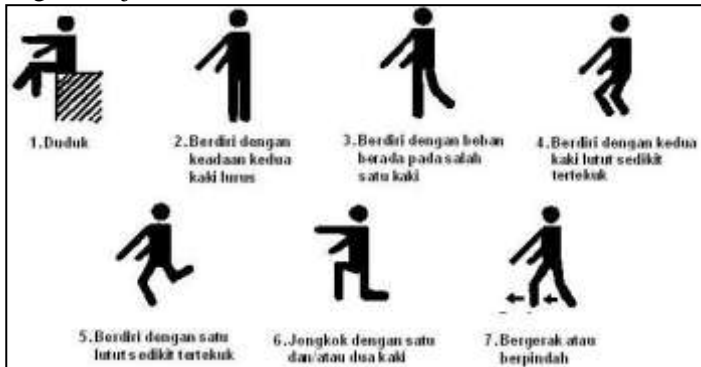 1.Duduk
2.Berdiri dengan
keadaan kedua
kaki lurus
3.Berdiri dengan beban
berada pada salah
satu kaki
4.Berdiri dengan kedua
kaki lutut sedikit
tertekuk
5.Berdiri dengan satu
lutut sedikit tertekuk
6.Jongkok dengan satu
dan/atau dua kaki
7.Bergerak atau
berpindah